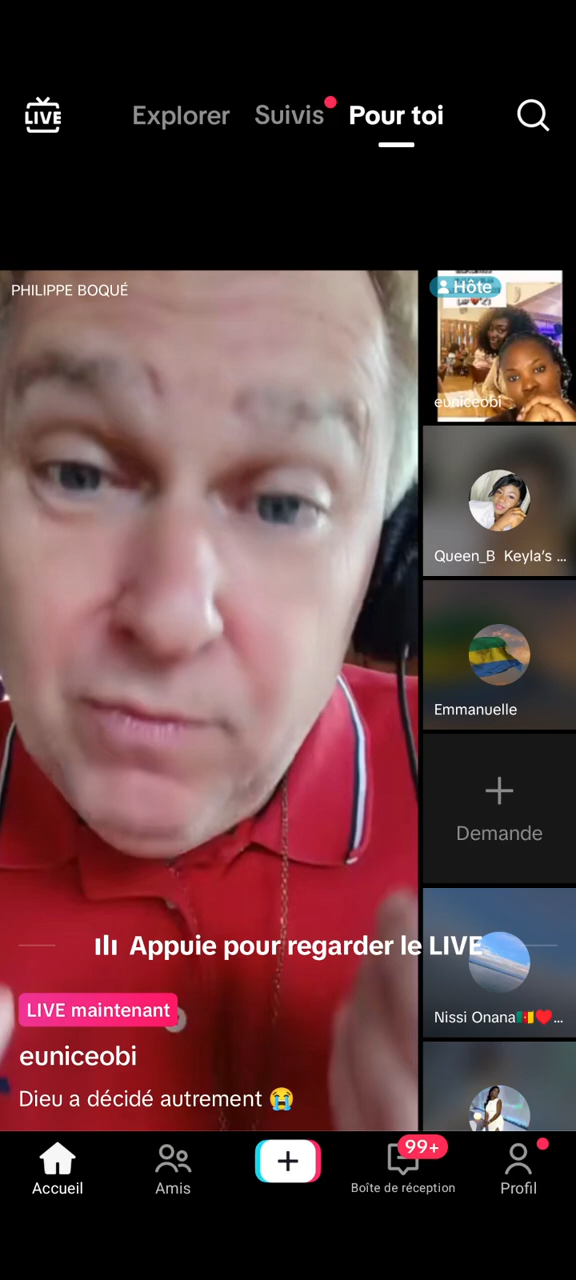 LIVE
Explorer
Suivis
Pour toi
PHILIPPE BOQUÉ
Hôte
euniceobi
Queen_B Keyla's ...
Emmanuelle
Demande
Appuie pour regarder le LIVE
Nissi Onana🇨🇲❤️...
LIVE maintenant
euniceobi
Dieu a décidé autrement 😭
99+
Accueil
Amis
Boîte de réception
Profil